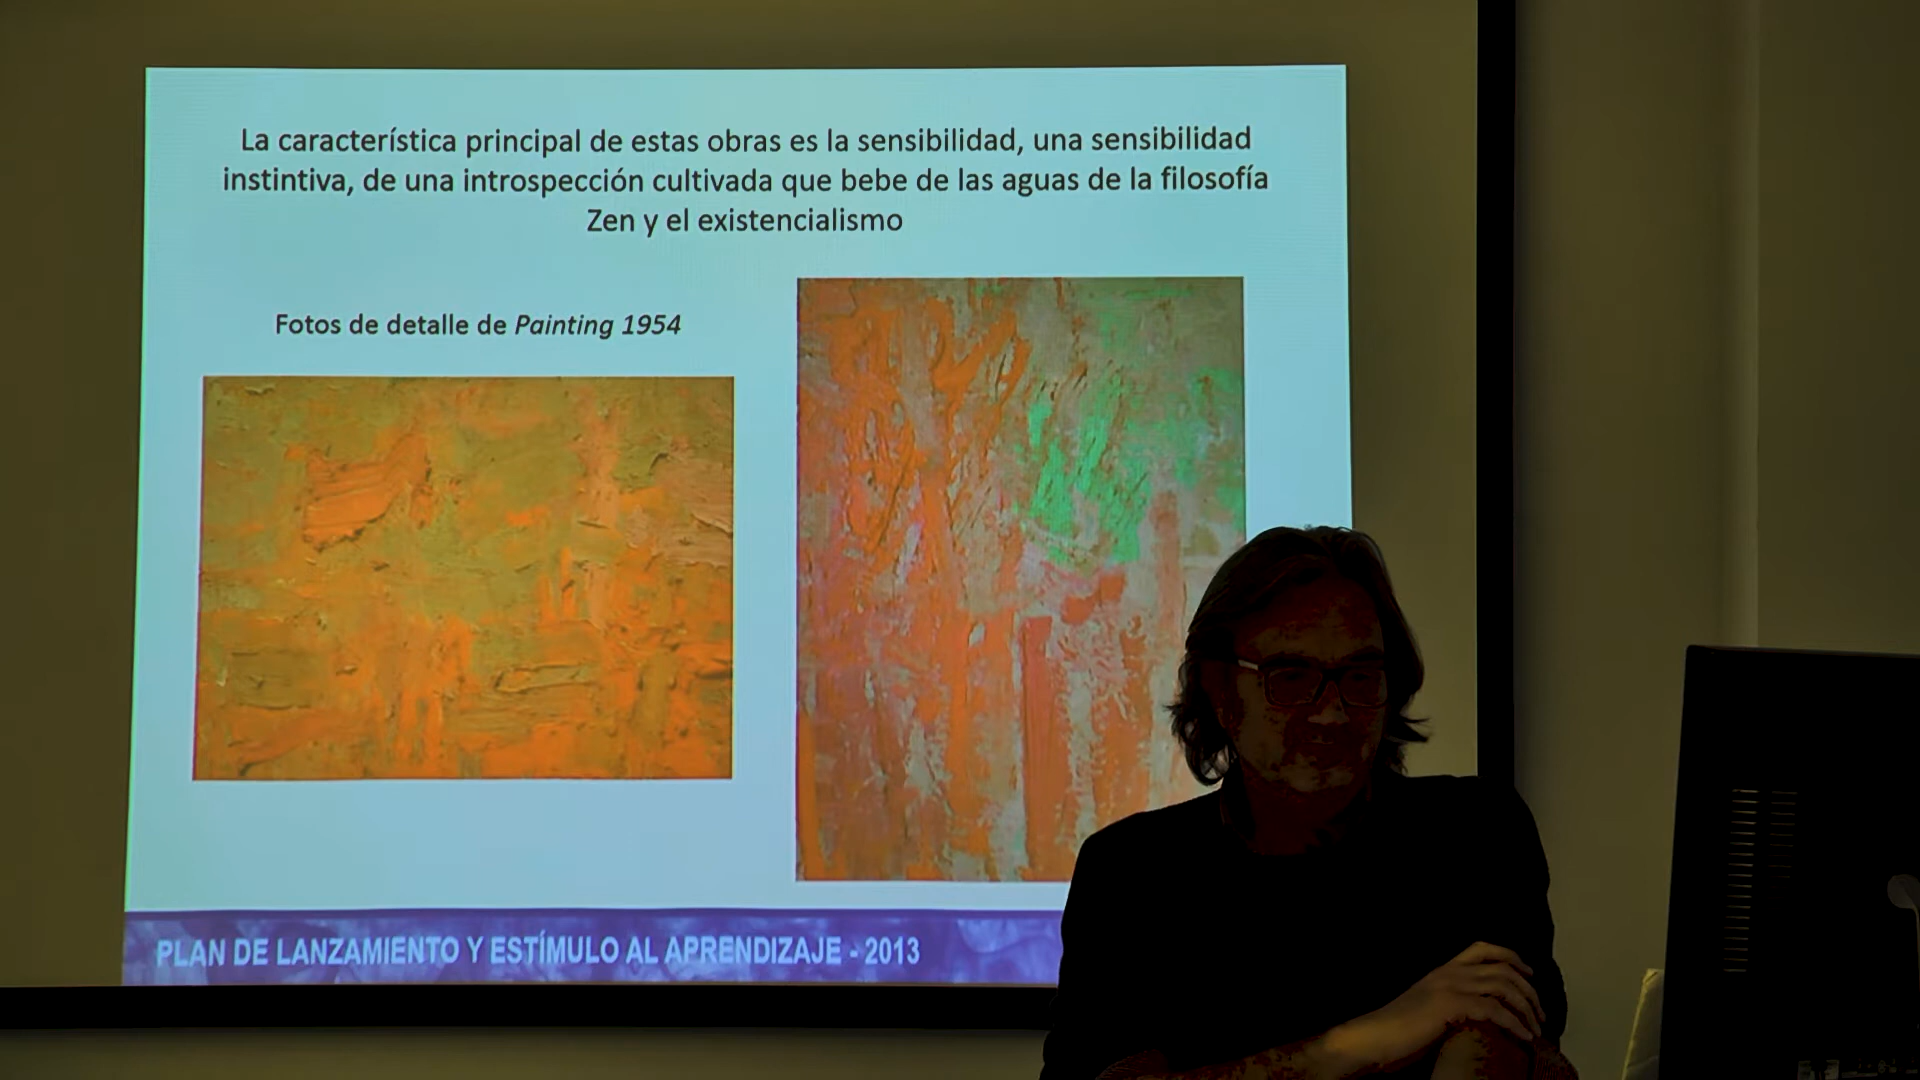 La característica principal de estas obras es la sensibilidad, una sensibilidad
instintiva, de una introspección cultivada que bebe de las aguas de la filosofía
Zen y el existencialismo
Fotos de detalle de Painting 1954
PLAN DE LANZAMIENTO Y ESTÍMULO AL APRENDIZAJE - 2013